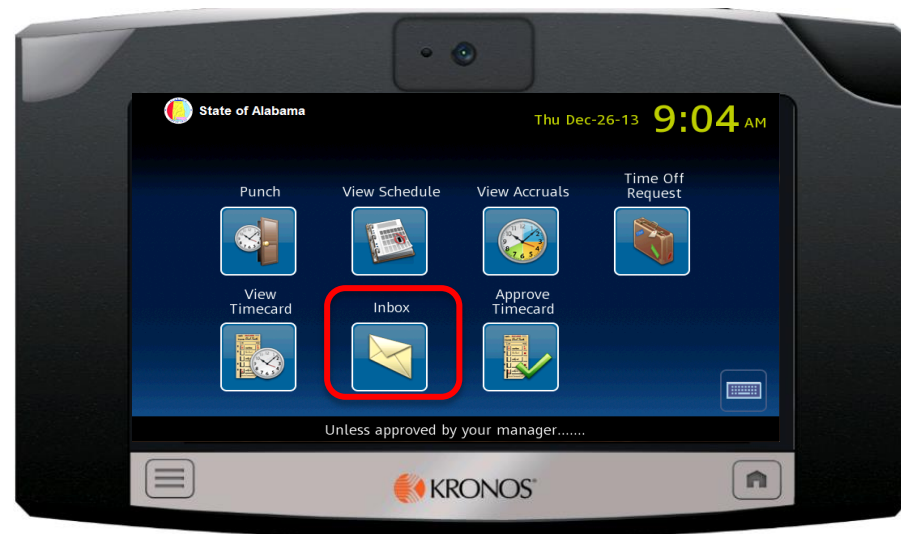 State of Alabama
Thu Dec-26-13 9:04 AM
Punch
View Schedule
View Accruals
Time Off
Request
View
Timecard
Inbox
Approve
Timecard
Unless approved by your manager.......
KRONOS